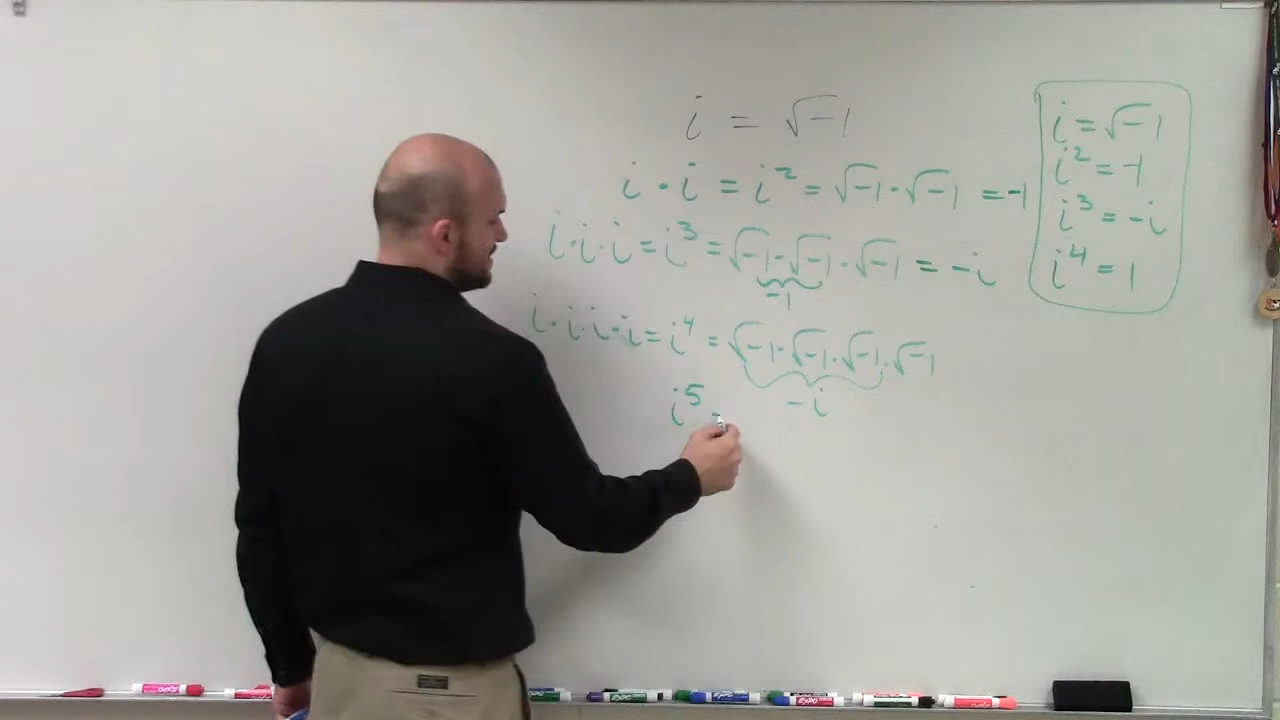 i = √-1
i · i = i² = √-1 · √-1 = -1
i · i · i = i³ = √-1 · √-1 · √-1 = -i
-1
i · i · i · i = i⁴ = √-1 · √-1 · √-1 · √-1
-i
i⁵ =
i = √-1
i² = -1
i³ = -i
i⁴ = 1